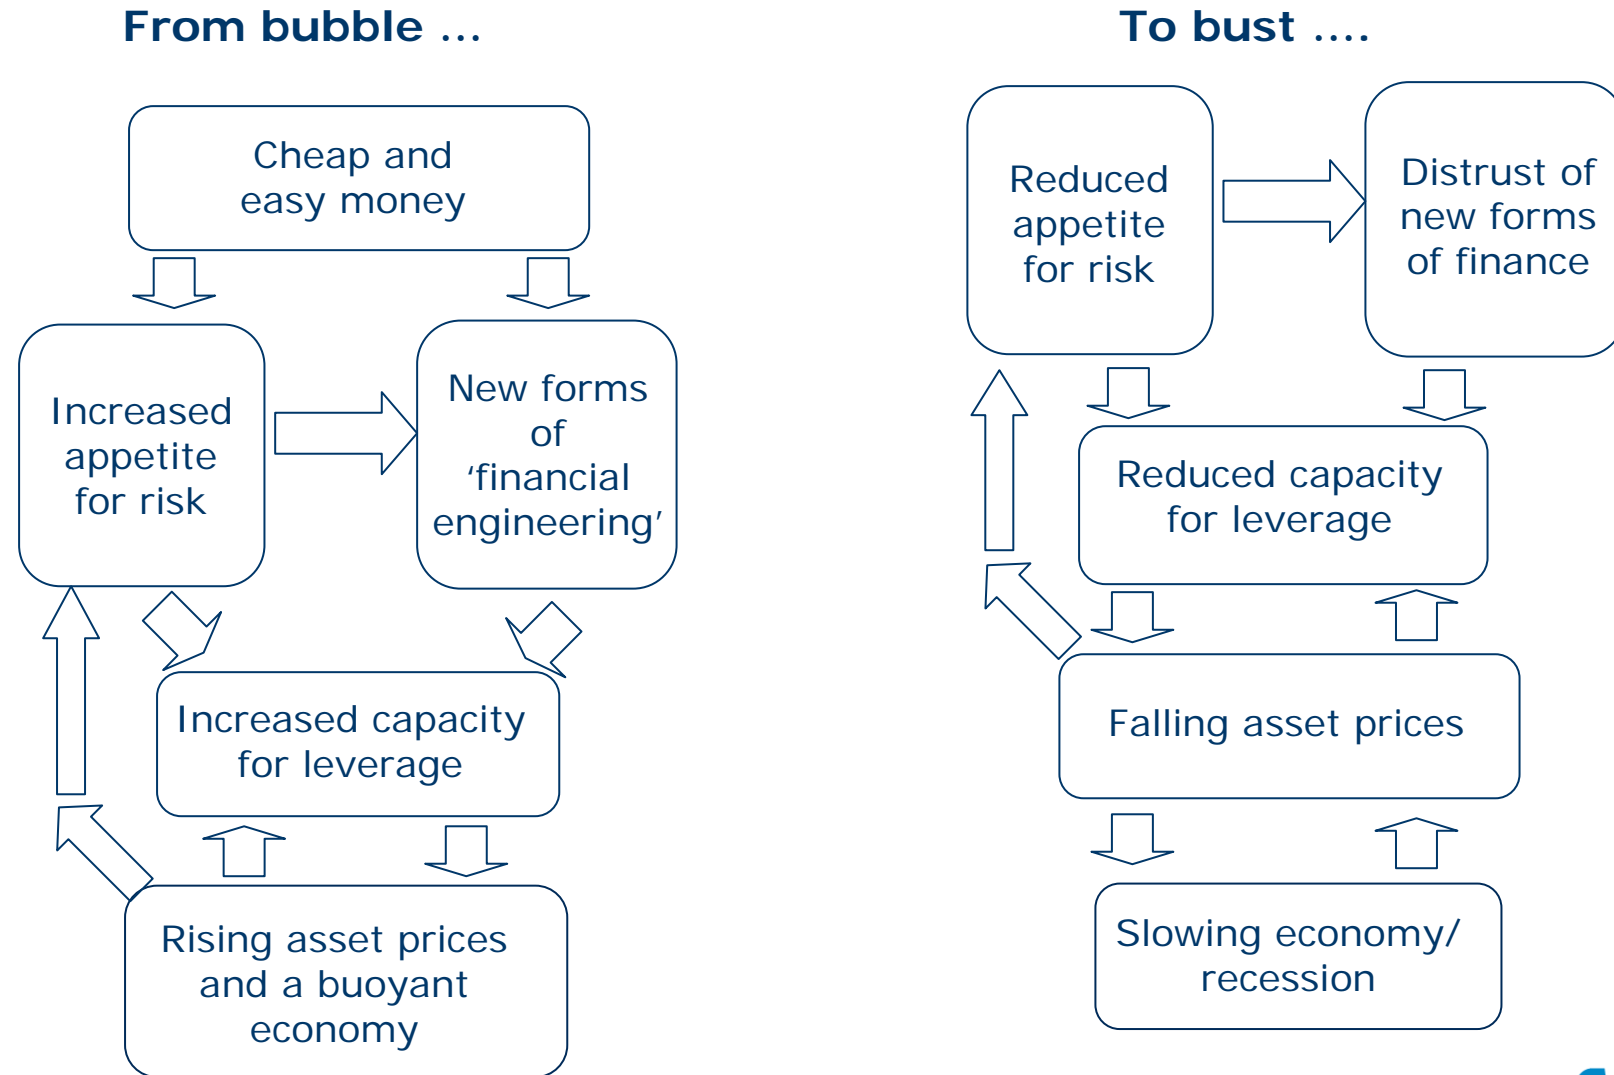 From bubble ...
Cheap and
easy money
Increased
appetite
for risk
New forms
of
‘financial
engineering’
Increased capacity
for leverage
Rising asset prices
and a buoyant
economy
To bust ....
Reduced
appetite
for risk
Distrust of
new forms
of finance
Reduced capacity
for leverage
Falling asset prices
Slowing economy/
recession